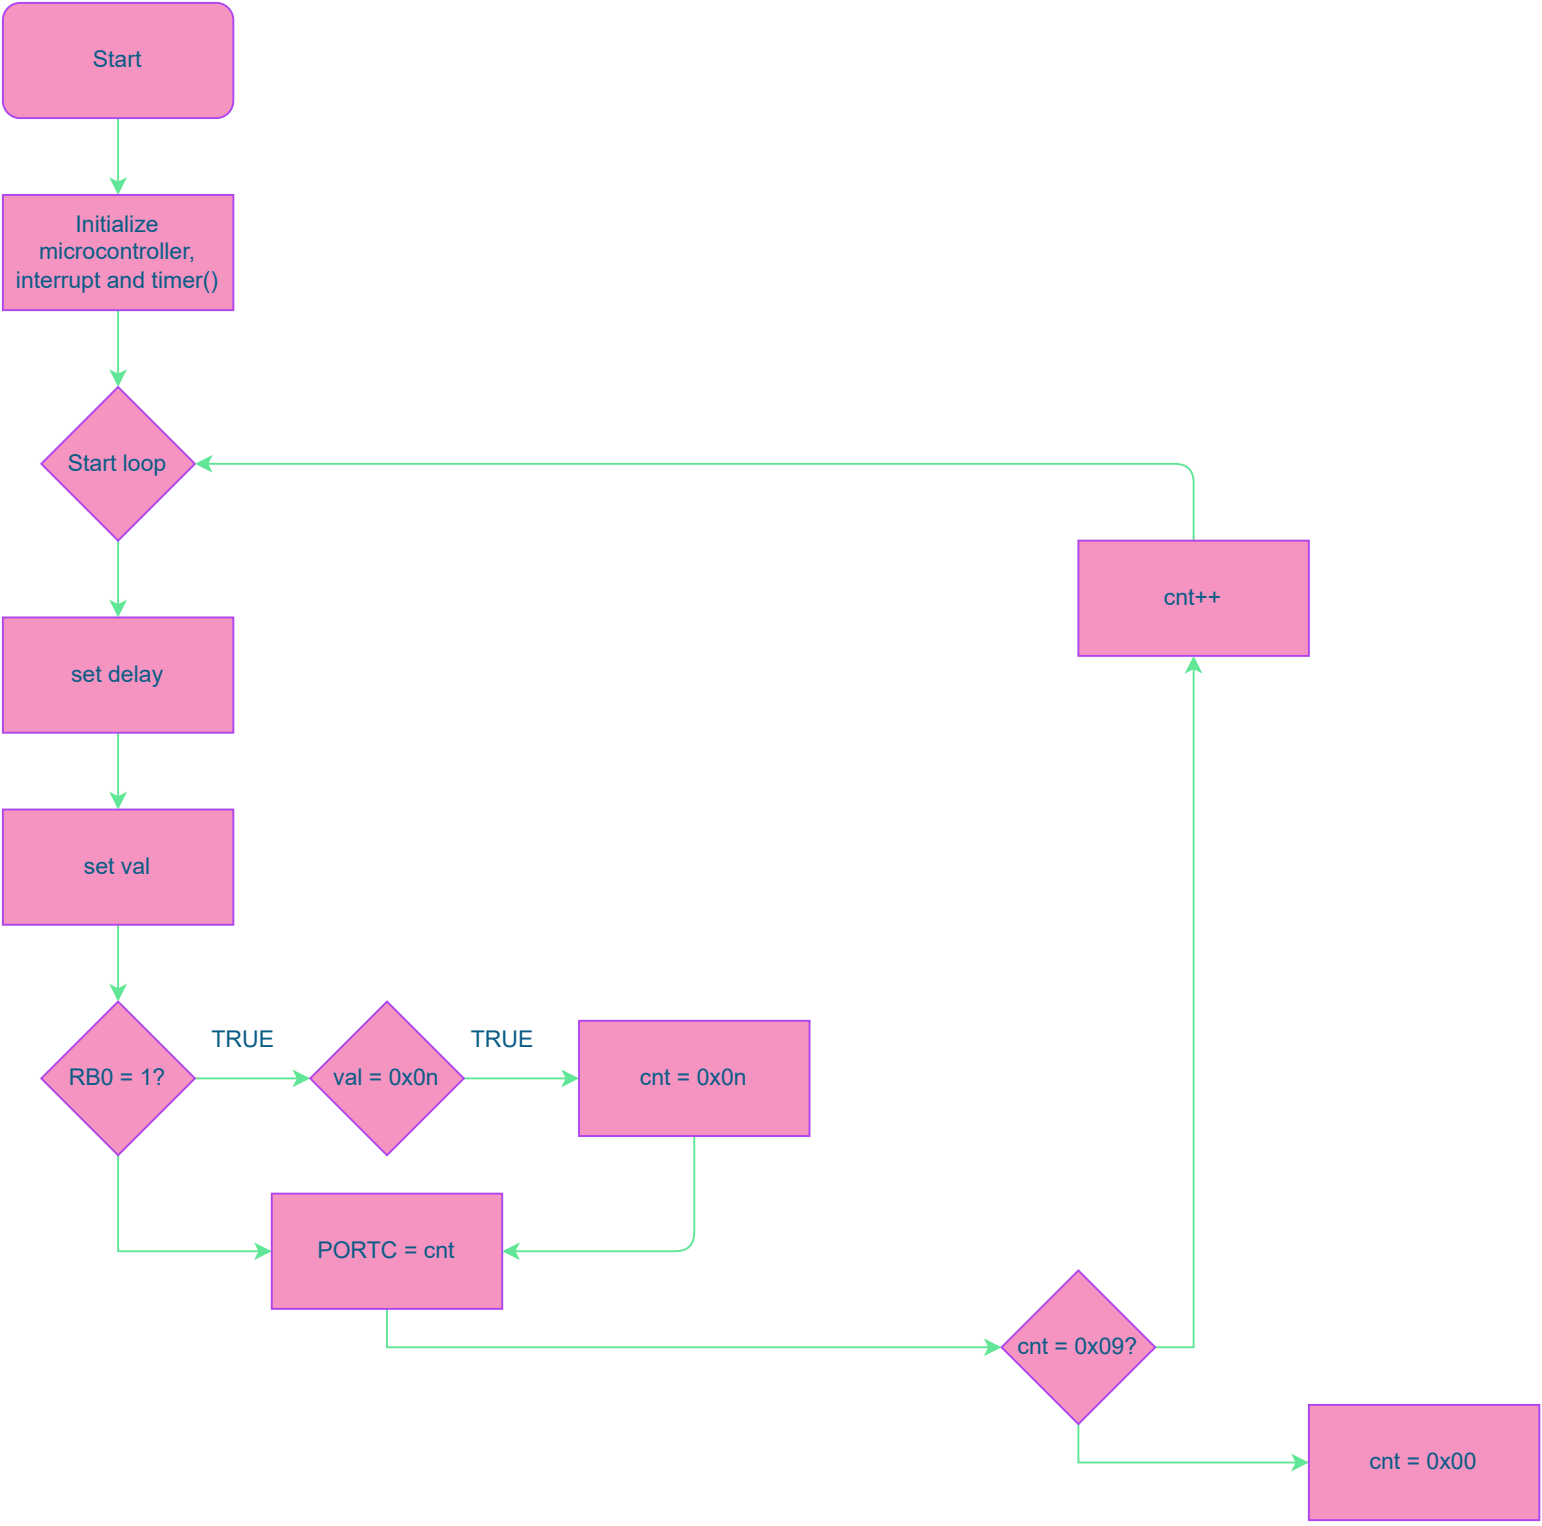 Start
Initialize
microcontroller,
interrupt and timer()
Start loop
cnt++
set delay
set val
TRUE
TRUE
RB0 = 1?
val = 0x0n
cnt = 0x0n
PORTC = cnt
cnt = 0x09?
cnt = 0x00